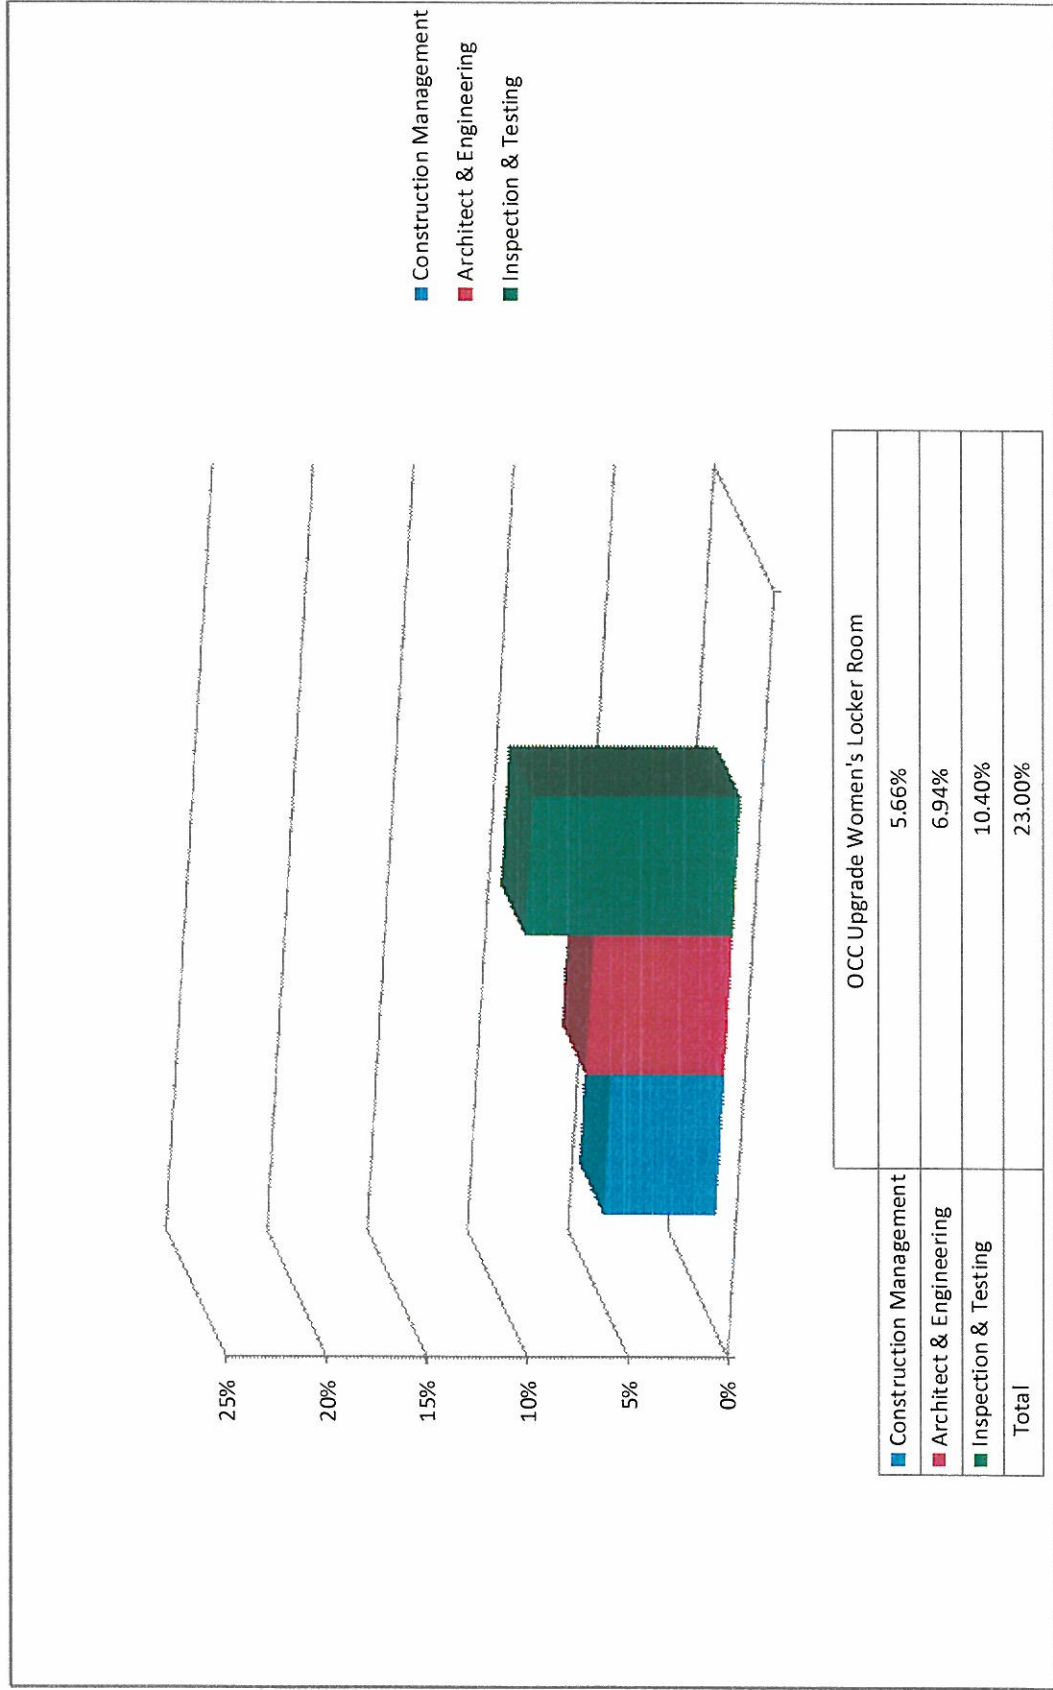 Construction Management
Architect & Engineering
Inspection & Testing
25%
20%
15%
10%
5%
0%
OCC Upgrade Women's Locker Room
Construction Management 5.66%
Architect & Engineering 6.94%
Inspection & Testing 10.40%
Total 23.00%